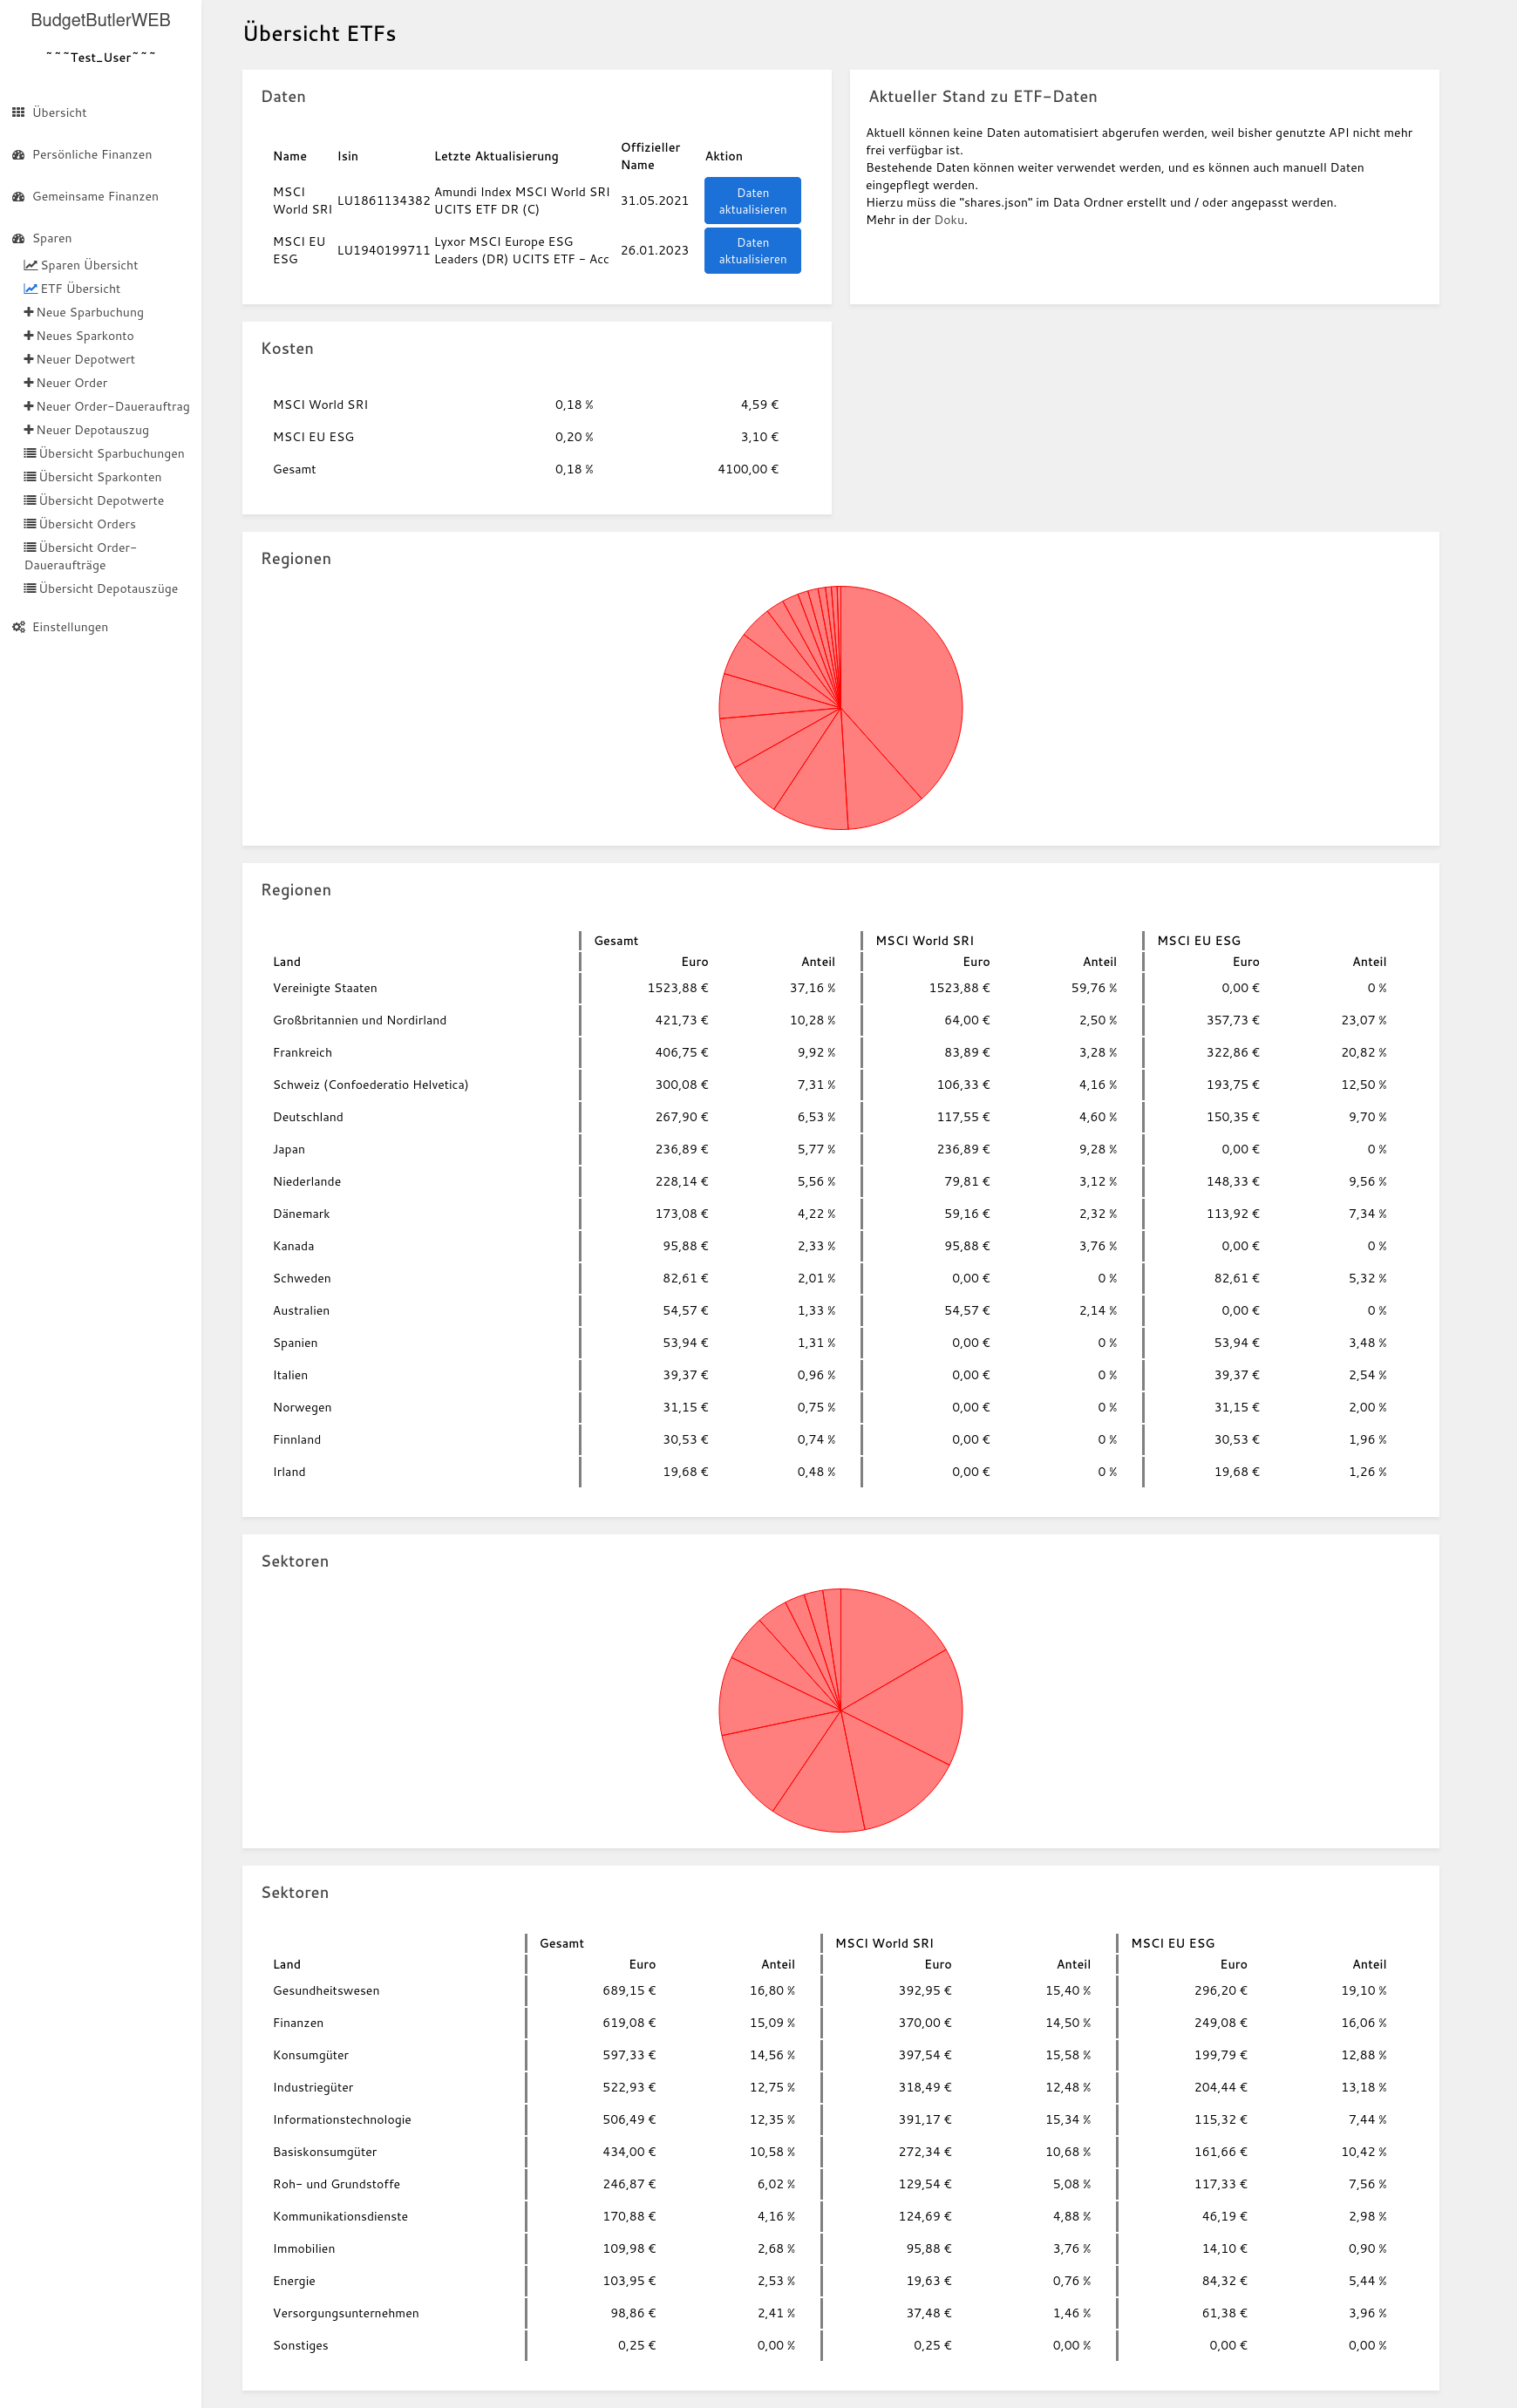 BudgetButlerWEB
~~~Test_User~~~
Übersicht
Persönliche Finanzen
Gemeinsame Finanzen
Sparen
Sparen Übersicht
ETF Übersicht
Neue Sparbuchung
Neues Sparkonto
Neuer Depotwert
Neuer Order
Neuer Order-Dauerauftrag
Neuer Depotauszug
Übersicht Sparbuchungen
Übersicht Sparkonten
Übersicht Depotwerte
Übersicht Orders
Übersicht Order-
Daueraufträge
Übersicht Depotauszüge
Einstellungen
Übersicht ETFs
Daten
Name Isin Letzte Aktualisierung Offizieller Name Aktion
MSCI World SRI LU1861134382 Amundi Index MSCI World SRI UCITS ETF DR (C) 31.05.2021 Daten aktualisieren
MSCI EU ESG LU1940199711 Lyxor MSCI Europe ESG Leaders (DR) UCITS ETF - Acc 26.01.2023 Daten aktualisieren
Aktueller Stand zu ETF-Daten
Aktuell können keine Daten automatisiert abgerufen werden, weil bisher genutzte API nicht mehr
frei verfügbar ist.
Bestehende Daten können weiter verwendet werden, und es können auch manuell Daten
eingepflegt werden.
Hierzu müss die "shares.json" im Data Ordner erstellt und / oder angepasst werden.
Mehr in der Doku.
Kosten
MSCI World SRI 0,18 % 4,59 €
MSCI EU ESG 0,20 % 3,10 €
Gesamt 0,18 % 4100,00 €
Regionen
Regionen
Gesamt MSCI World SRI MSCI EU ESG
Land Euro Anteil Euro Anteil Euro Anteil
Vereinigte Staaten 1523,88 € 37,16 % 1523,88 € 59,76 % 0,00 € 0 %
Großbritannien und Nordirland 421,73 € 10,28 % 64,00 € 2,50 % 357,73 € 23,07 %
Frankreich 406,75 € 9,92 % 83,89 € 3,28 % 322,86 € 20,82 %
Schweiz (Confoederatio Helvetica) 300,08 € 7,31 % 106,33 € 4,16 % 193,75 € 12,50 %
Deutschland 267,90 € 6,53 % 117,55 € 4,60 % 150,35 € 9,70 %
Japan 236,89 € 5,77 % 236,89 € 9,28 % 0,00 € 0 %
Niederlande 228,14 € 5,56 % 79,81 € 3,12 % 148,33 € 9,56 %
Dänemark 173,08 € 4,22 % 59,16 € 2,32 % 113,92 € 7,34 %
Kanada 95,88 € 2,33 % 95,88 € 3,76 % 0,00 € 0 %
Schweden 82,61 € 2,01 % 0,00 € 0 % 82,61 € 5,32 %
Australien 54,57 € 1,33 % 54,57 € 2,14 % 0,00 € 0 %
Spanien 53,94 € 1,31 % 0,00 € 0 % 53,94 € 3,48 %
Italien 39,37 € 0,96 % 0,00 € 0 % 39,37 € 2,54 %
Norwegen 31,15 € 0,75 % 0,00 € 0 % 31,15 € 2,00 %
Finnland 30,53 € 0,74 % 0,00 € 0 % 30,53 € 1,96 %
Irland 19,68 € 0,48 % 0,00 € 0 % 19,68 € 1,26 %
Sektoren
Sektoren
Gesamt MSCI World SRI MSCI EU ESG
Land Euro Anteil Euro Anteil Euro Anteil
Gesundheitswesen 689,15 € 16,80 % 392,95 € 15,40 % 296,20 € 19,10 %
Finanzen 619,08 € 15,09 % 370,00 € 14,50 % 249,08 € 16,06 %
Konsumgüter 597,33 € 14,56 % 397,54 € 15,58 % 199,79 € 12,88 %
Industriegüter 522,93 € 12,75 % 318,49 € 12,48 % 204,44 € 13,18 %
Informationstechnologie 506,49 € 12,35 % 391,17 € 15,34 % 115,32 € 7,44 %
Basiskonsumgüter 434,00 € 10,58 % 272,34 € 10,68 % 161,66 € 10,42 %
Roh- und Grundstoffe 246,87 € 6,02 % 129,54 € 5,08 % 117,33 € 7,56 %
Kommunikationsdienste 170,88 € 4,16 % 124,69 € 4,88 % 46,19 € 2,98 %
Immobilien 109,98 € 2,68 % 95,88 € 3,76 % 14,10 € 0,90 %
Energie 103,95 € 2,53 % 19,63 € 0,76 % 84,32 € 5,44 %
Versorgungsunternehmen 98,86 € 2,41 % 37,48 € 1,46 % 61,38 € 3,96 %
Sonstiges 0,25 € 0,00 % 0,25 € 0,00 % 0,00 € 0,00 %